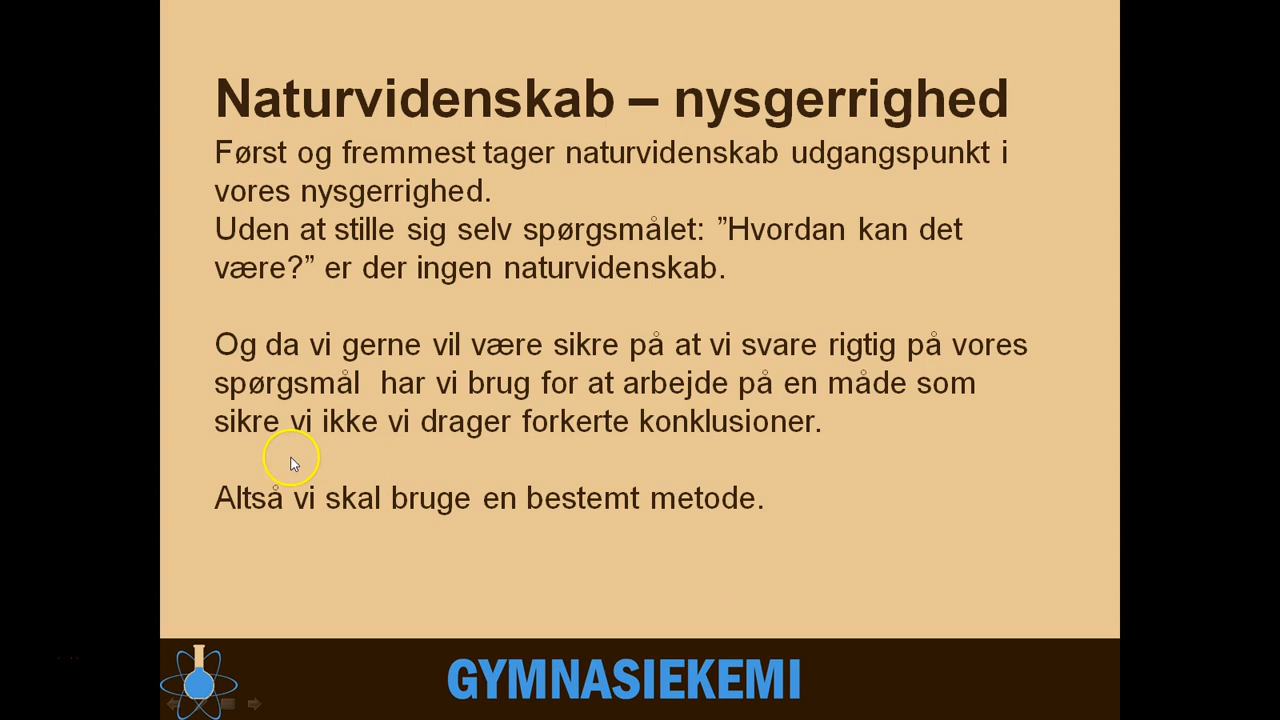 Naturvidenskab – nysgerrighed
Først og fremmest tager naturvidenskab udgangspunkt i
vores nysgerrighed.
Uden at stille sig selv spørgsmålet: ”Hvordan kan det
være?” er der ingen naturvidenskab.
Og da vi gerne vil være sikre på at vi svare rigtig på vores
spørgsmål  har vi brug for at arbejde på en måde som
sikre vi ikke vi drager forkerte konklusioner.
Altså vi skal bruge en bestemt metode.
GYMNASIEKEMI